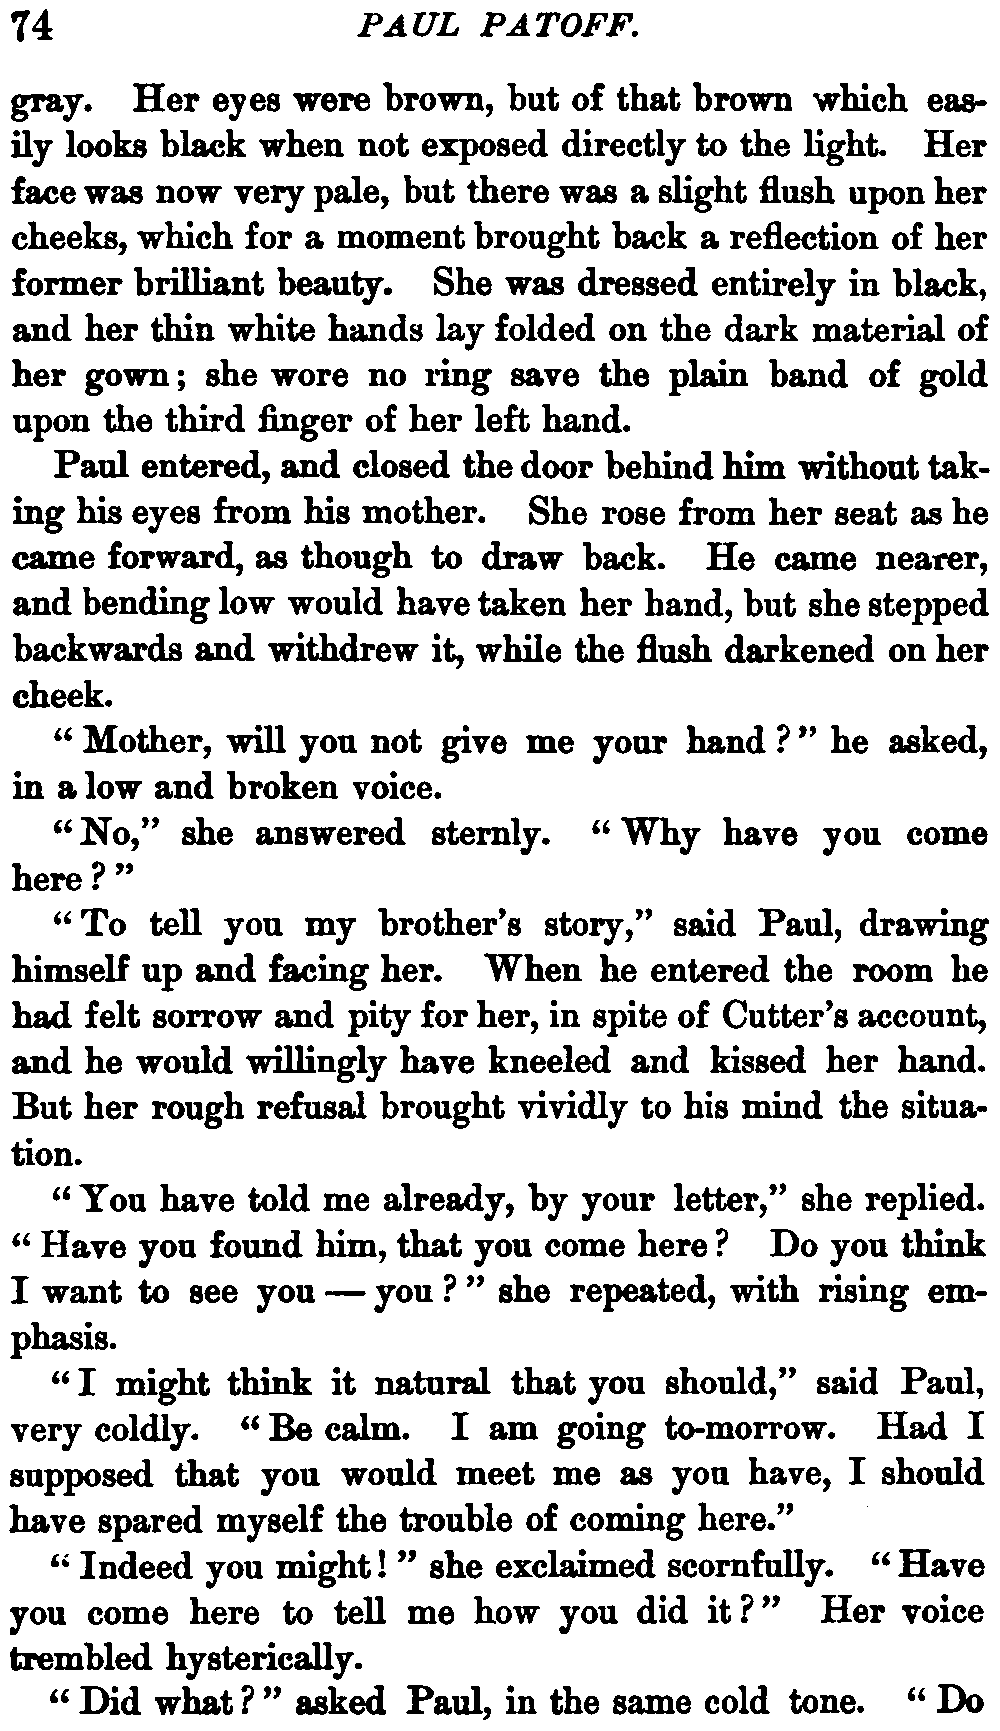 74 PAUL PATOFF.
gray. Her eyes were brown, but of that brown which eas-
ily looks black when not exposed directly to the light. Her
face was now very pale, but there was a slight flush upon her
cheeks, which for a moment brought back a reflection of her
former brilliant beauty. She was dressed entirely in black,
and her thin white hands lay folded on the dark material of
her gown; she wore no ring save the plain band of gold
upon the third finger of her left hand.
Paul entered, and closed the door behind him without tak-
ing his eyes from his mother. She rose from her seat as he
came forward, as though to draw back. He came nearer,
and bending low would have taken her hand, but she stepped
backwards and withdrew it, while the flush darkened on her
cheek.
“Mother, will you not give me your hand?” he asked,
in a low and broken voice.
“No,” she answered sternly. “Why have you come
here?”
“To tell you my brother's story,” said Paul, drawing
himself up and facing her. When he entered the room he
had felt sorrow and pity for her, in spite of Cutter's account,
and he would willingly have kneeled and kissed her hand.
But her rough refusal brought vividly to his mind the situa-
tion.
“You have told me already, by your letter,” she replied.
“Have you found him, that you come here? Do you think
I want to see you — you?” she repeated, with rising em-
phasis.
“I might think it natural that you should,” said Paul,
very coldly. “Be calm. I am going to-morrow. Had I
supposed that you would meet me as you have, I should
have spared myself the trouble of coming here.”
“Indeed you might!” she exclaimed scornfully. “Have
you come here to tell me how you did it?” Her voice
trembled hysterically.
“Did what?” asked Paul, in the same cold tone. “Do